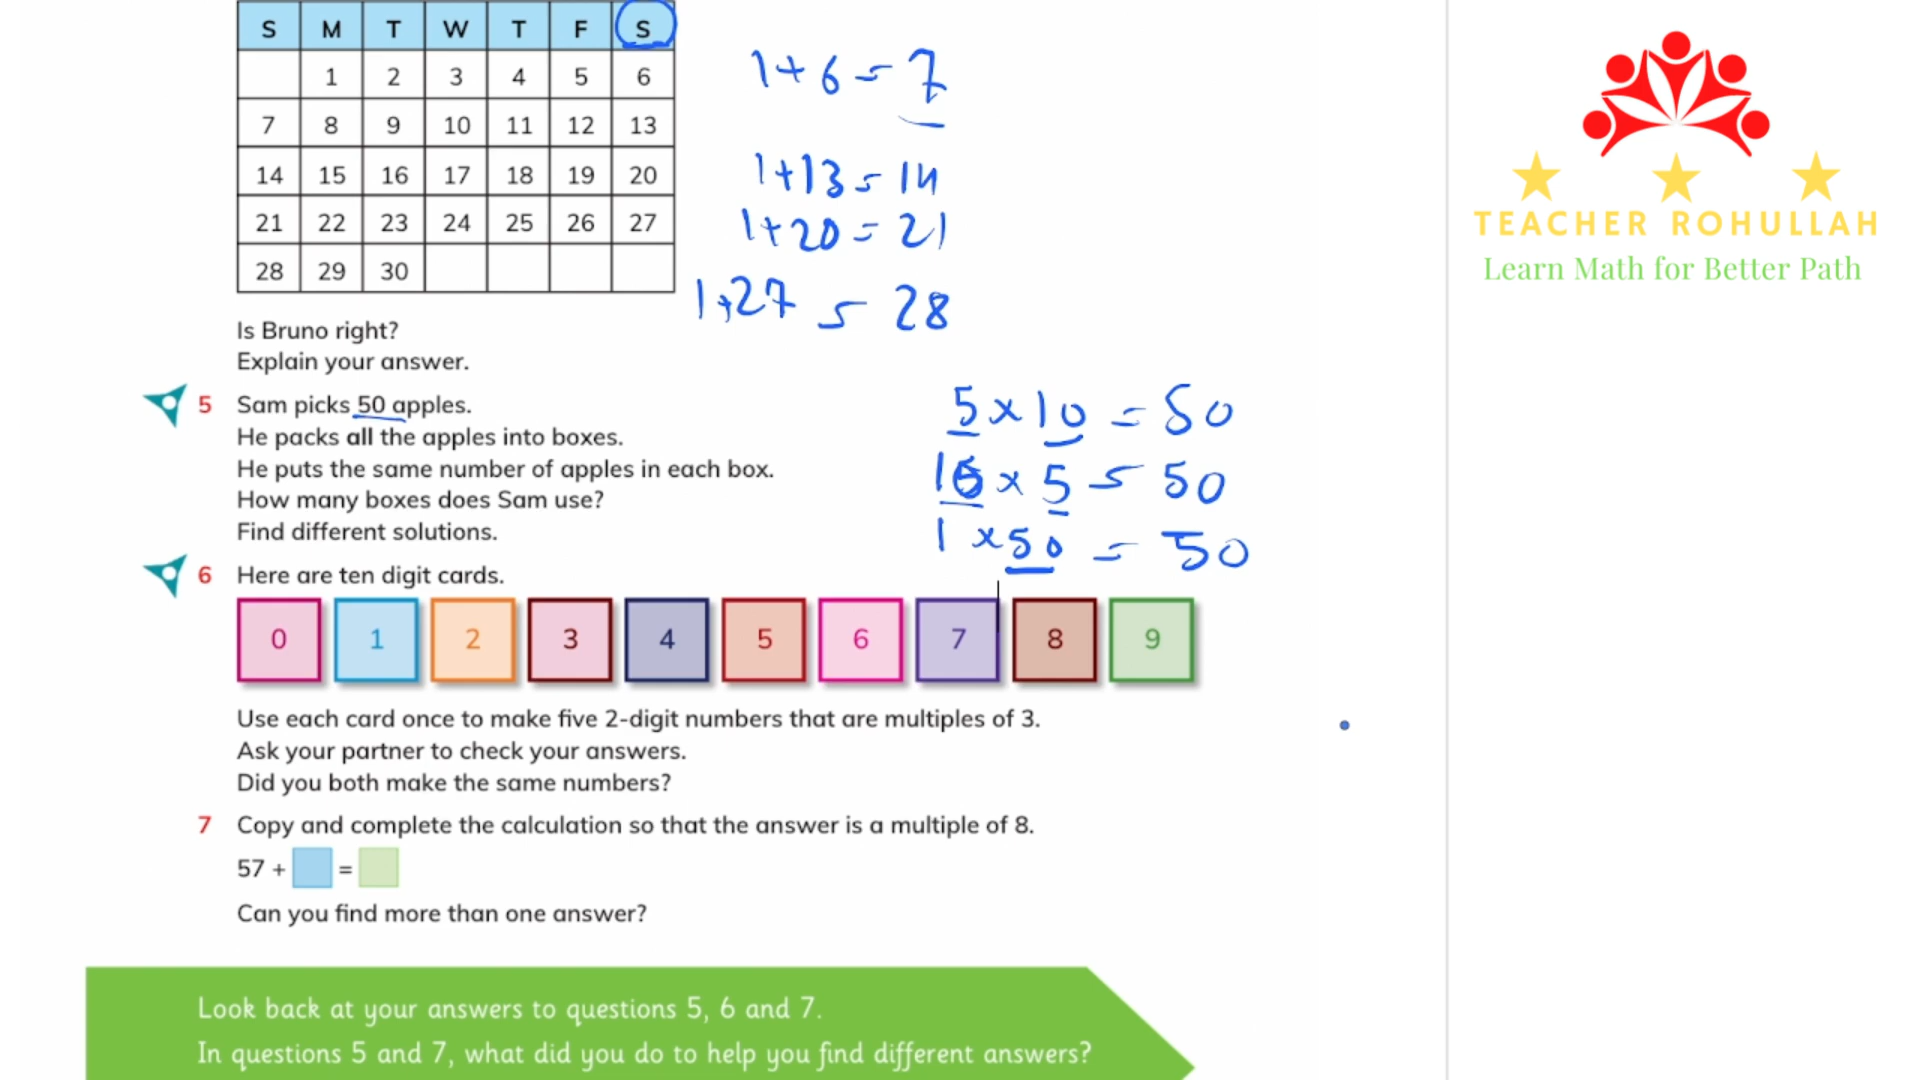 S M T W T F S
1 2 3 4 5 6
7 8 9 10 11 12 13
14 15 16 17 18 19 20
21 22 23 24 25 26 27
28 29 30
1+6=7
1+13=14
1+20=21
1+27=28
Is Bruno right?
Explain your answer.
5 Sam picks 50 apples.
He packs all the apples into boxes.
He puts the same number of apples in each box.
How many boxes does Sam use?
Find different solutions.
5×10=50
10×5=50
1×50=50
6 Here are ten digit cards.
0 1 2 3 4 5 6 7 8 9
Use each card once to make five 2-digit numbers that are multiples of 3.
Ask your partner to check your answers.
Did you both make the same numbers?
7 Copy and complete the calculation so that the answer is a multiple of 8.
57 + =
Can you find more than one answer?
Look back at your answers to questions 5, 6 and 7.
In questions 5 and 7, what did you do to help you find different answers?
TEACHER ROHULLAH
Learn Math for Better Path